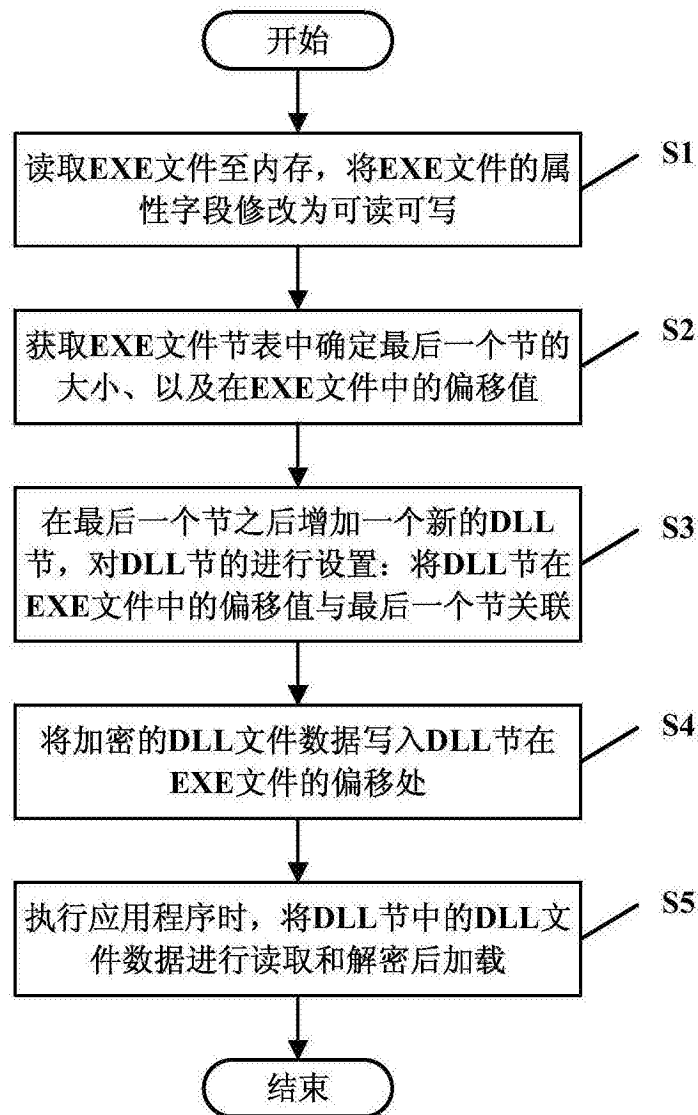 开始
读取EXE文件至内存，将EXE文件的属
性字段修改为可读可写
S1
获取EXE文件节表中确定最后一个节的
大小、以及在EXE文件中的偏移值
S2
在最后一个节之后增加一个新的DLL
节，对DLL节的进行设置：将DLL节在
EXE文件中的偏移值与最后一个节关联
S3
将加密的DLL文件数据写入DLL节在
EXE文件的偏移处
S4
执行应用程序时，将DLL节中的DLL文
件数据进行读取和解密后加载
S5
结束